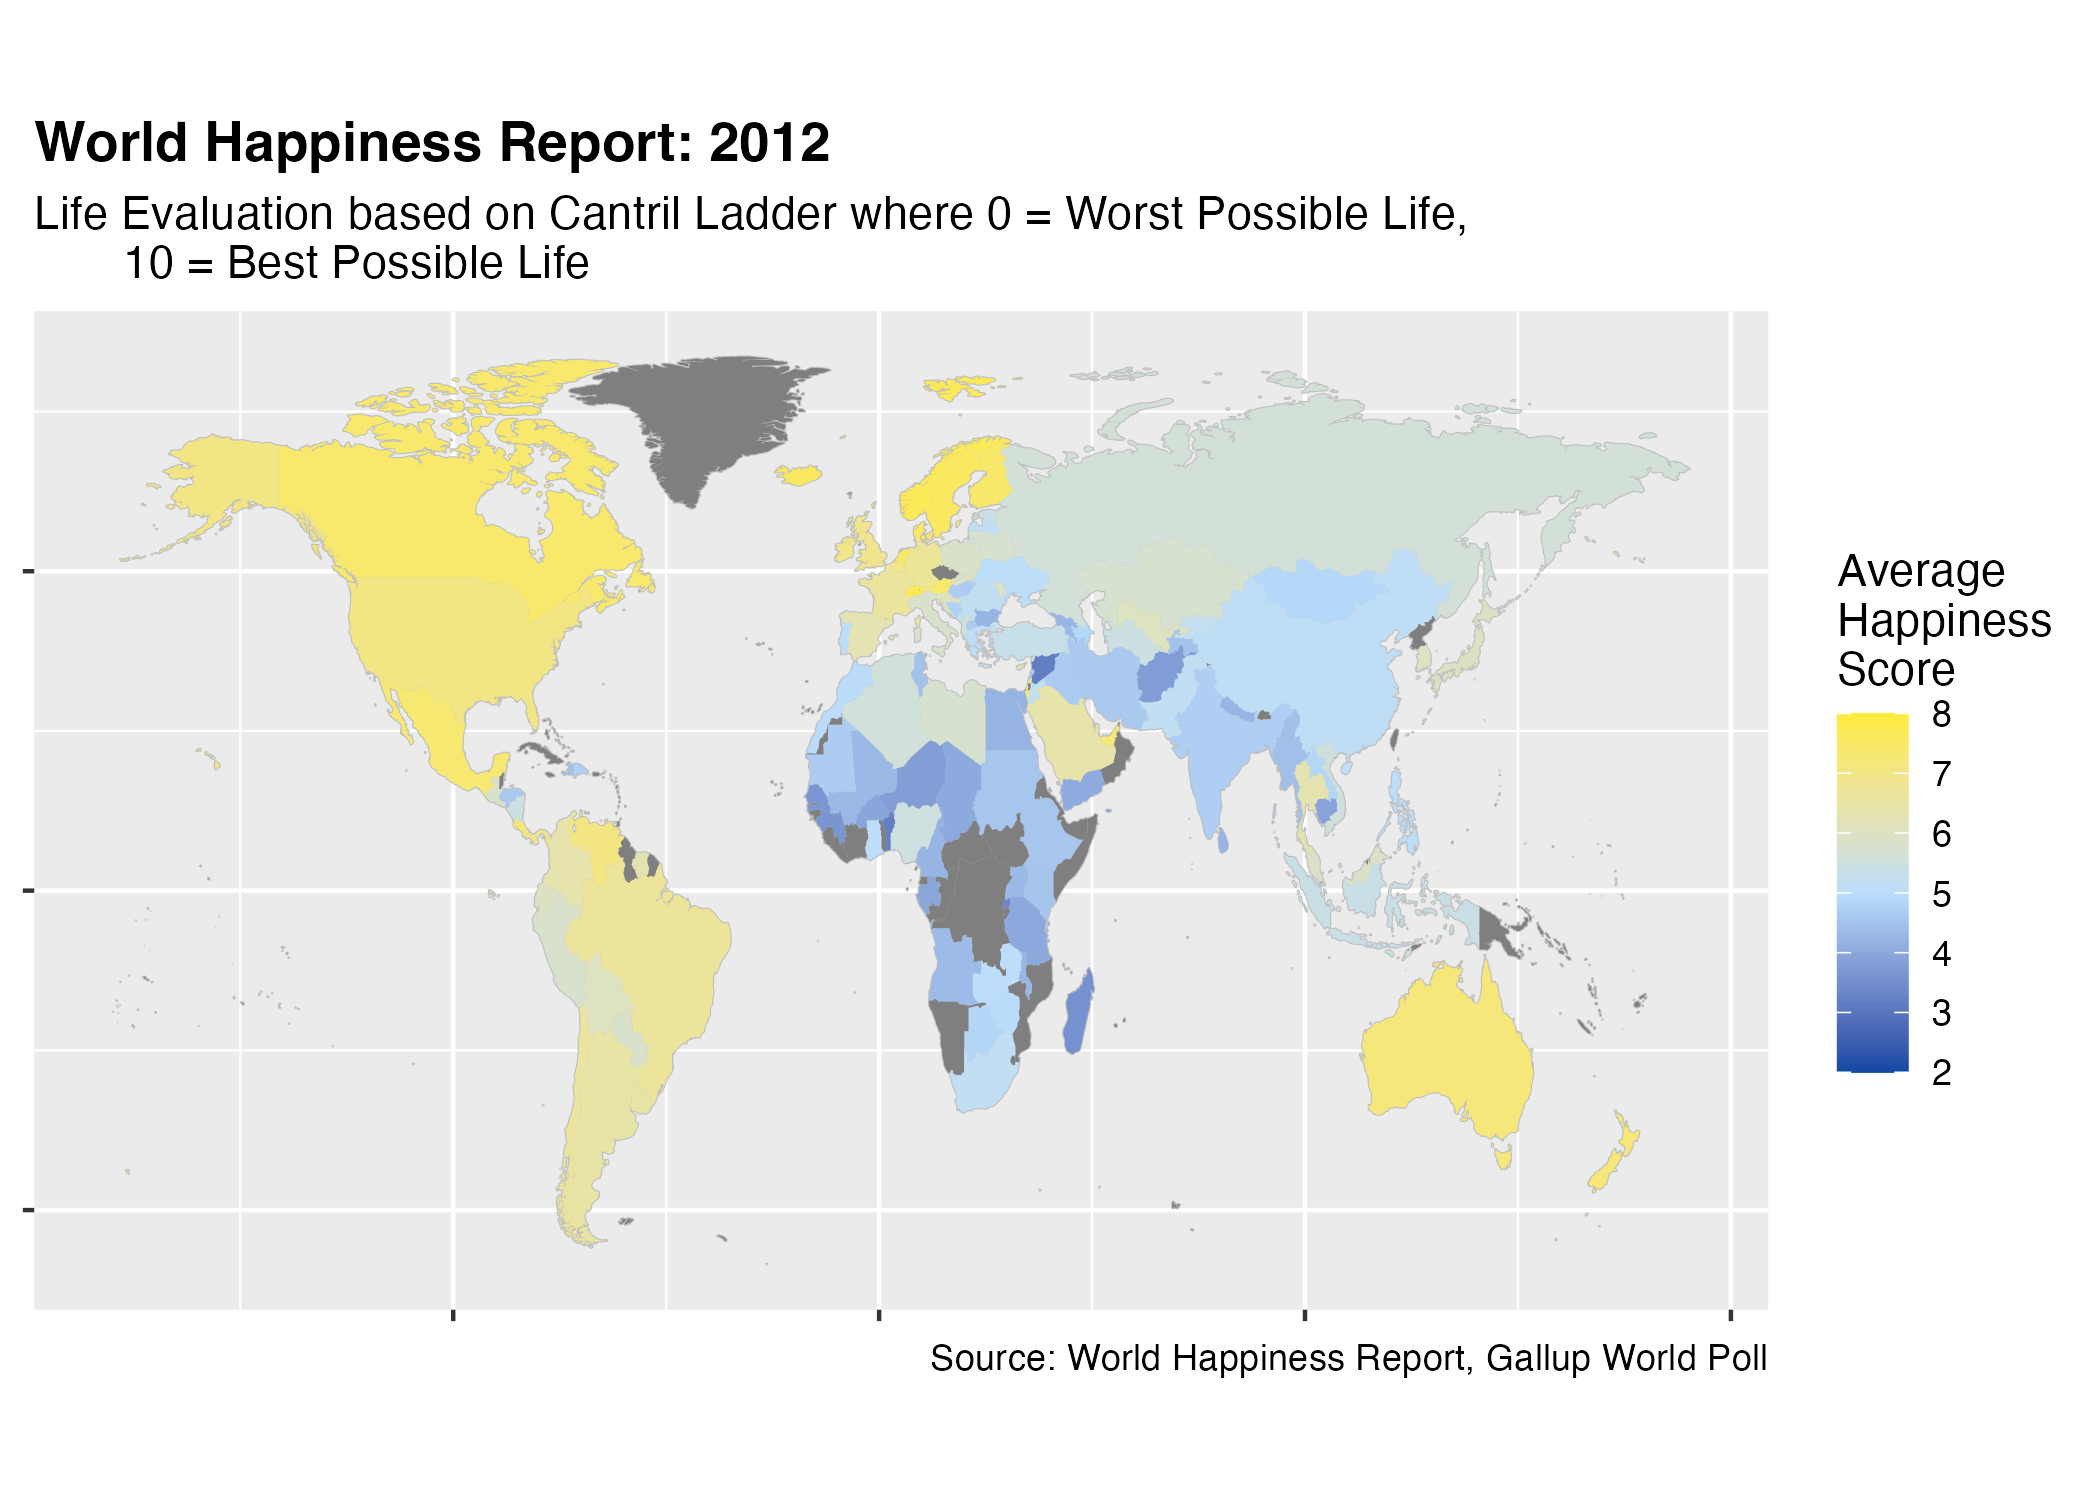 World Happiness Report: 2012
Life Evaluation based on Cantril Ladder where 0 = Worst Possible Life,
10 = Best Possible Life
Average
Happiness
Score
8
7
6
5
4
3
2
Source: World Happiness Report, Gallup World Poll